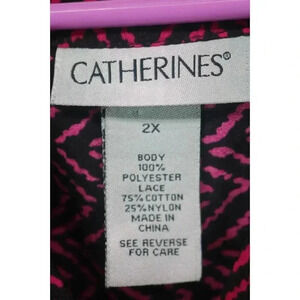 CATHERINES®
2X
BODY
100%
POLYESTER
LACE
75% COTTON
25% NYLON
MADE IN
CHINA
SEE REVERSE
FOR CARE